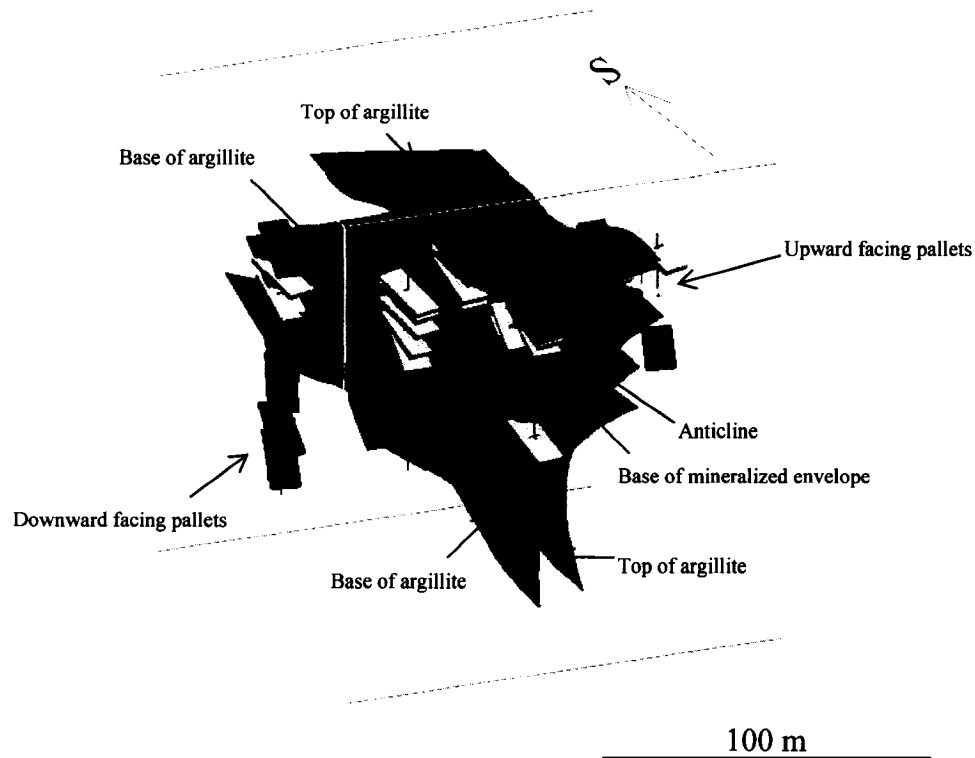 S
Top of argillite
Base of argillite
Upward facing pallets
Anticline
Base of mineralized envelope
Downward facing pallets
Base of argillite
Top of argillite
100 m